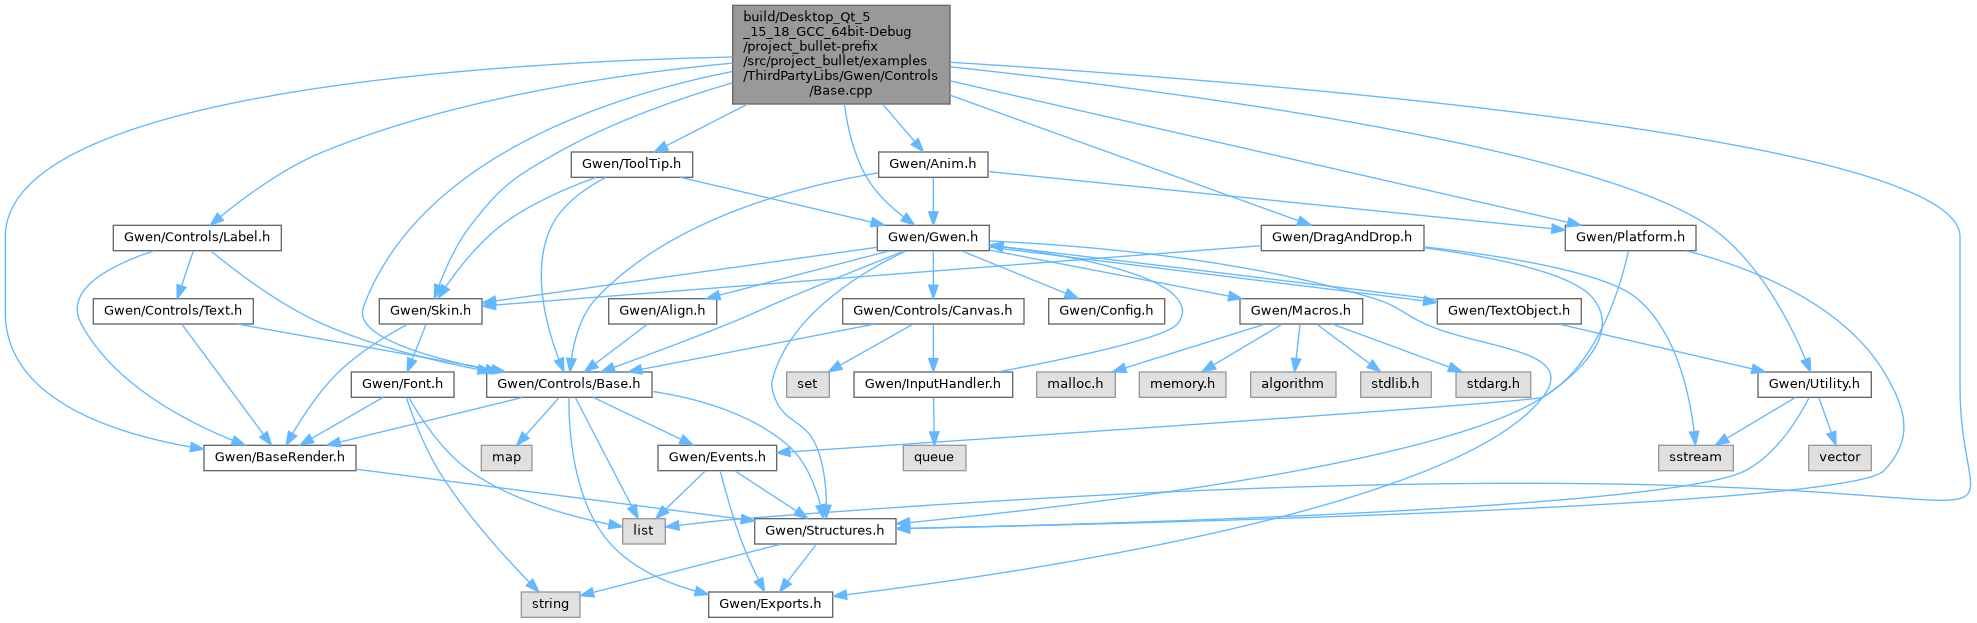 build/Desktop_Qt_5
_15_18_GCC_64bit-Debug
/project_bullet-prefix
/src/project_bullet/examples
/ThirdPartyLibs/Gwen/Controls
/Base.cpp
Gwen/ToolTip.h
Gwen/Anim.h
Gwen/Controls/Label.h
Gwen/Gwen.h
Gwen/DragAndDrop.h
Gwen/Platform.h
Gwen/Controls/Text.h
Gwen/Skin.h
Gwen/Align.h
Gwen/Controls/Canvas.h
Gwen/Config.h
Gwen/Macros.h
Gwen/TextObject.h
Gwen/Font.h
Gwen/Controls/Base.h
set
Gwen/InputHandler.h
malloc.h
memory.h
algorithm
stdlib.h
stdarg.h
Gwen/Utility.h
Gwen/BaseRender.h
map
Gwen/Events.h
queue
sstream
vector
list
Gwen/Structures.h
string
Gwen/Exports.h